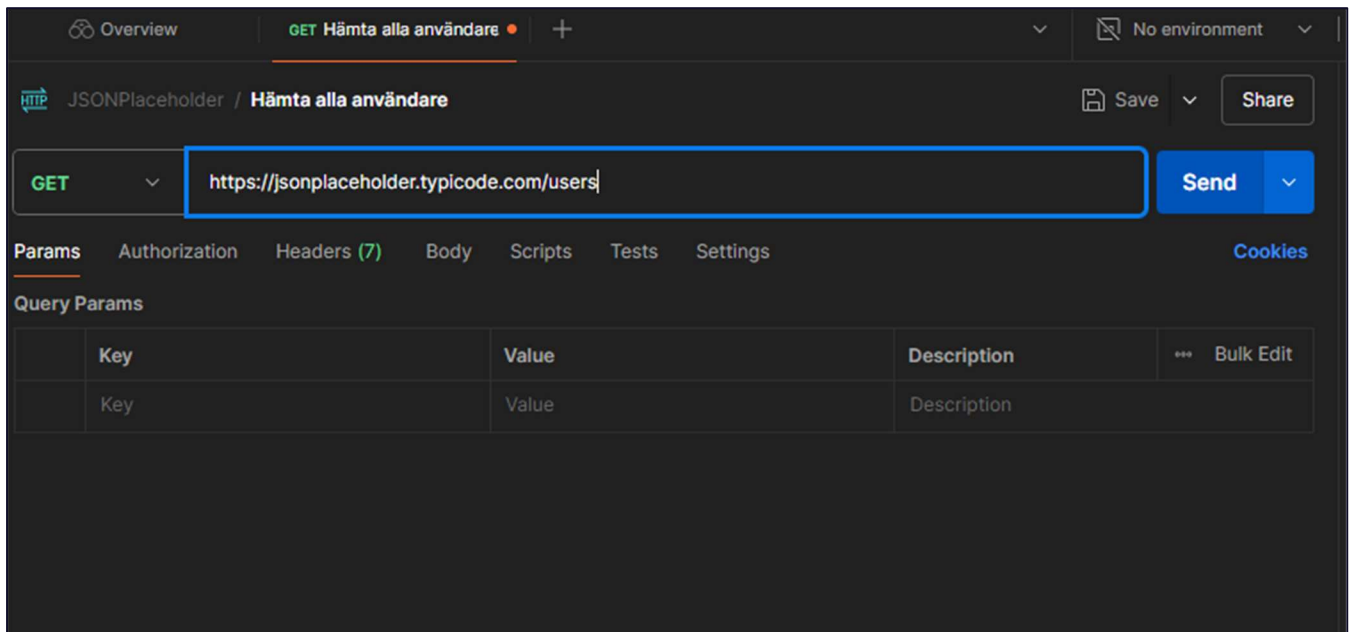 Overview GET Hämta alla användare No environment
HTTP JSONPlaceholder / Hämta alla användare Save Share
GET https://jsonplaceholder.typicode.com/users Send
Params Authorization Headers (7) Body Scripts Tests Settings Cookies
Query Params
Key Value Description Bulk Edit
Key Value Description